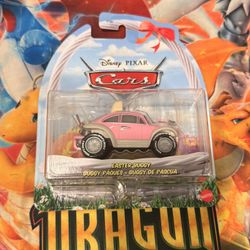 Disney · PIXAR
Cars
EASTER BUGGY
BUGGY PÂQUES · BUGGY DE PASCUA
DRAGON